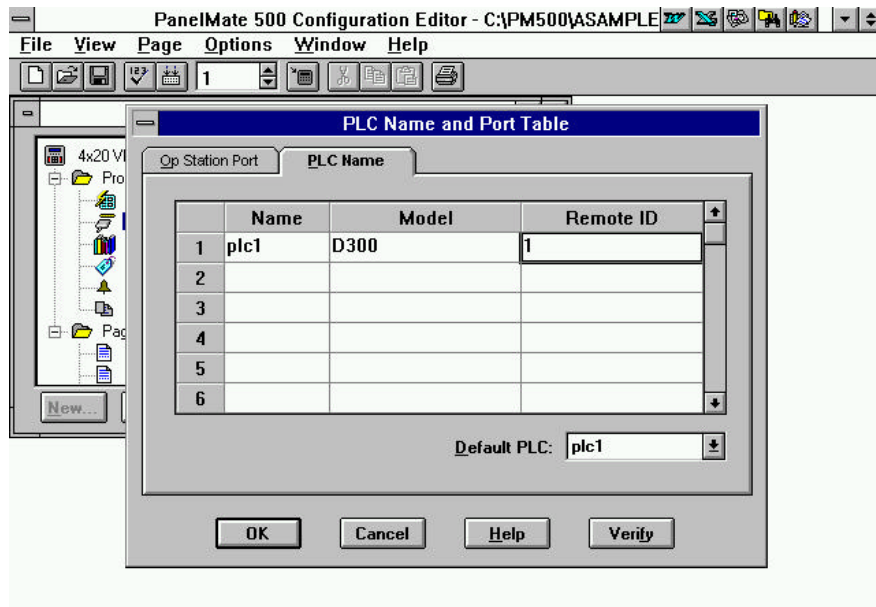 PanelMate 500 Configuration Editor - C:\PM500\ASAMPLE
File View Page Options Window Help
123
1
PLC Name and Port Table
4x20
Op Station Port PLC Name
Name Model Remote ID
1 plc1 D300 1
2
3
4
5
6
New...
Default PLC: plc1
OK Cancel Help Verify